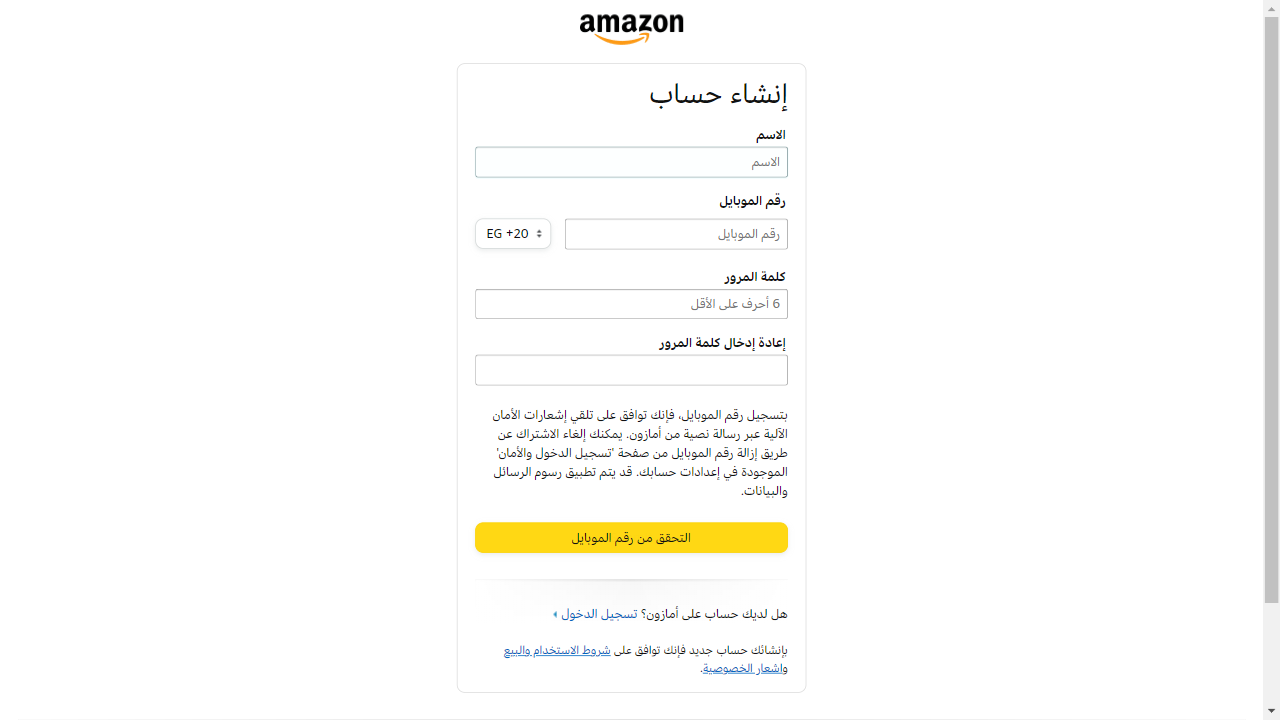 amazon
إنشاء حساب
الاسم
الاسم
رقم الموبايل
رقم الموبايل
EG +20
كلمة المرور
6 أحرف على الأقل
إعادة إدخال كلمة المرور
بتسجيل رقم الموبايل، فإنك توافق على تلقي إشعارات الأمان
الآلية عبر رسالة نصية من أمازون. يمكنك إلغاء الاشتراك عن
طريق إزالة رقم الموبايل من صفحة 'تسجيل الدخول والأمان'
الموجودة في إعدادات حسابك. قد يتم تطبيق رسوم الرسائل
والبيانات.
التحقق من رقم الموبايل
هل لديك حساب على أمازون؟ تسجيل الدخول
بإنشائك حساب جديد فإنك توافق على شروط الاستخدام والبيع
واشعار الخصوصية.